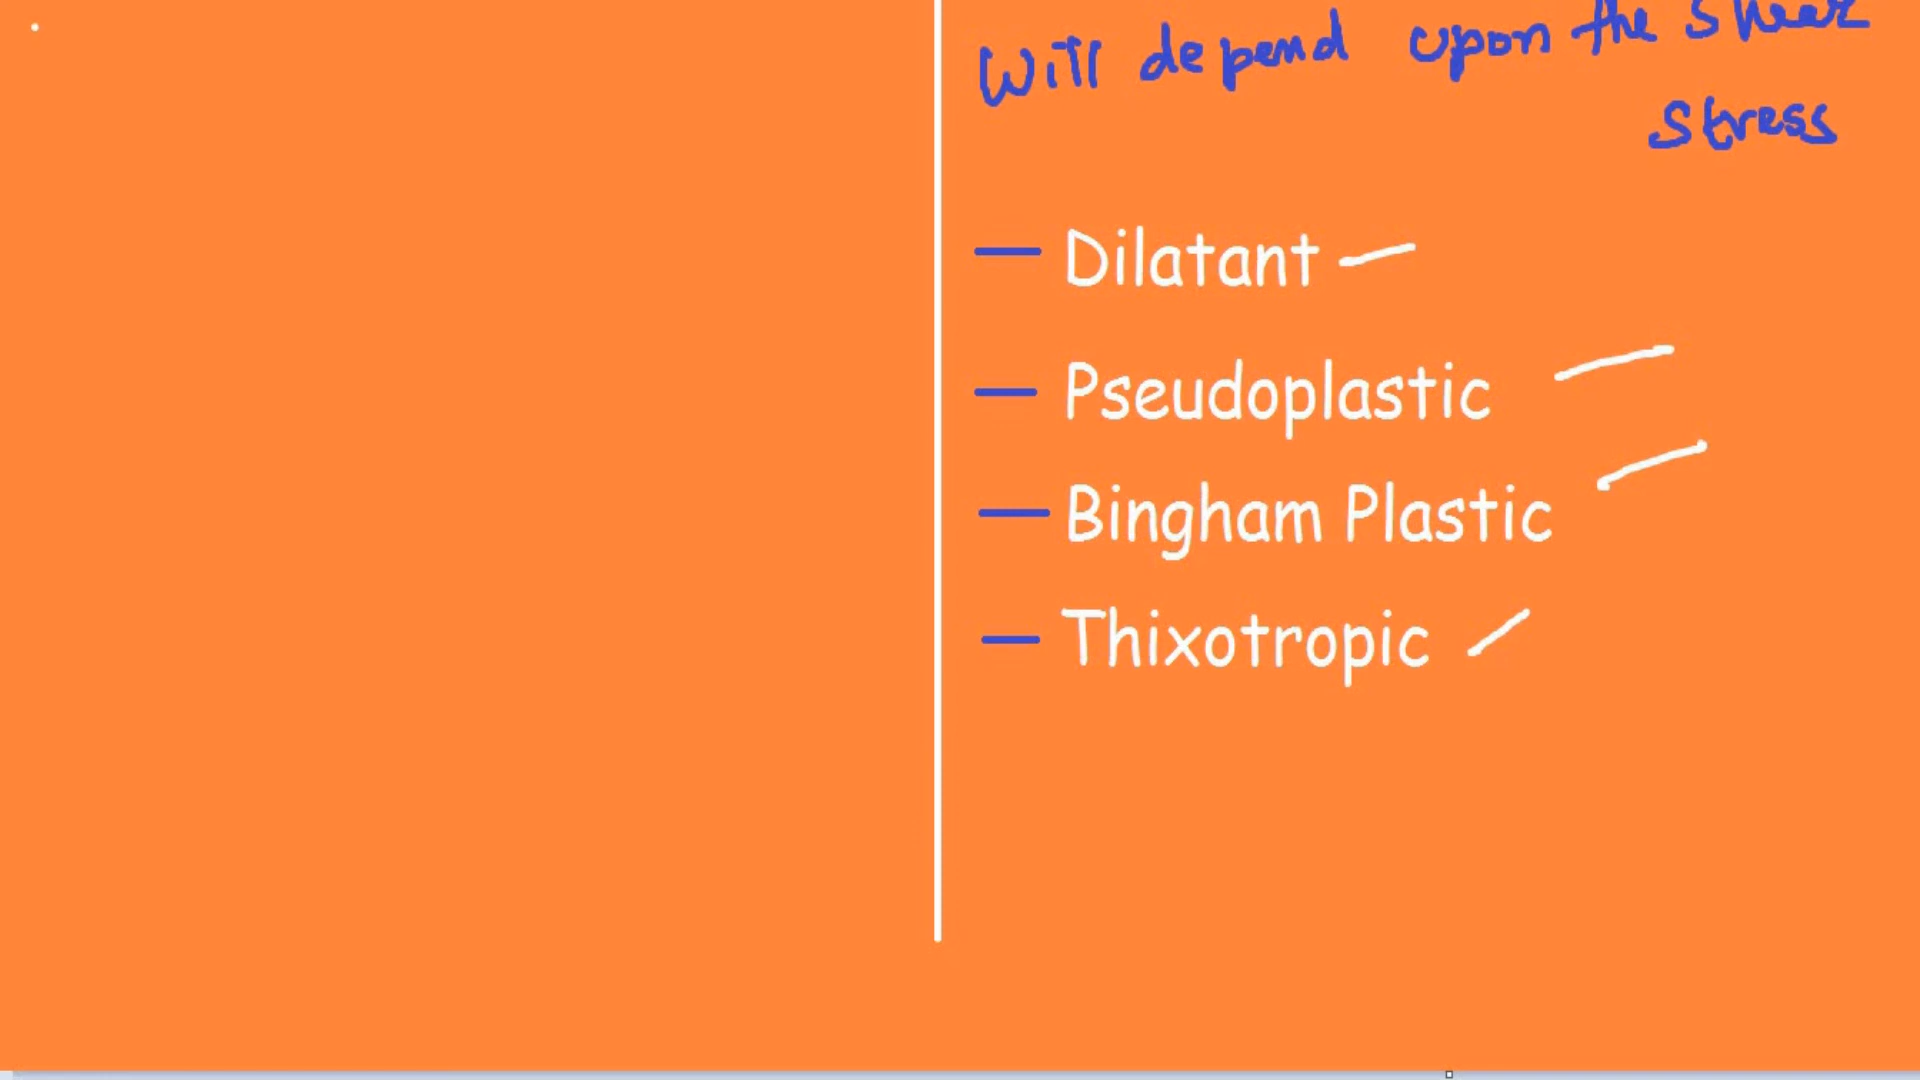 Will depend upon the shear
stress
— Dilatant
— Pseudoplastic
— Bingham Plastic
— Thixotropic